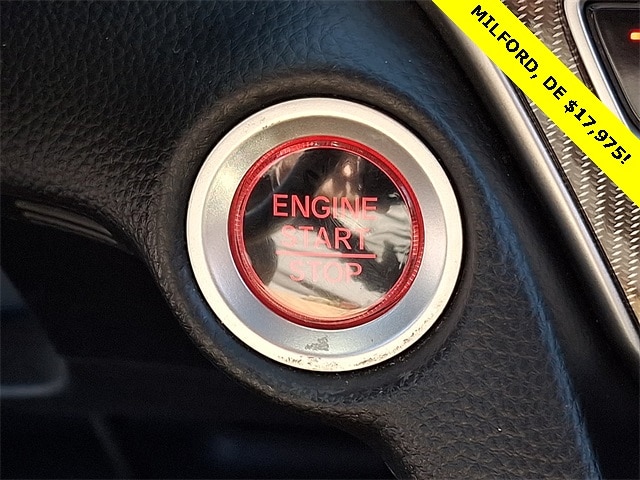 MILFORD, DE $17,975!
ENGINE
START
STOP